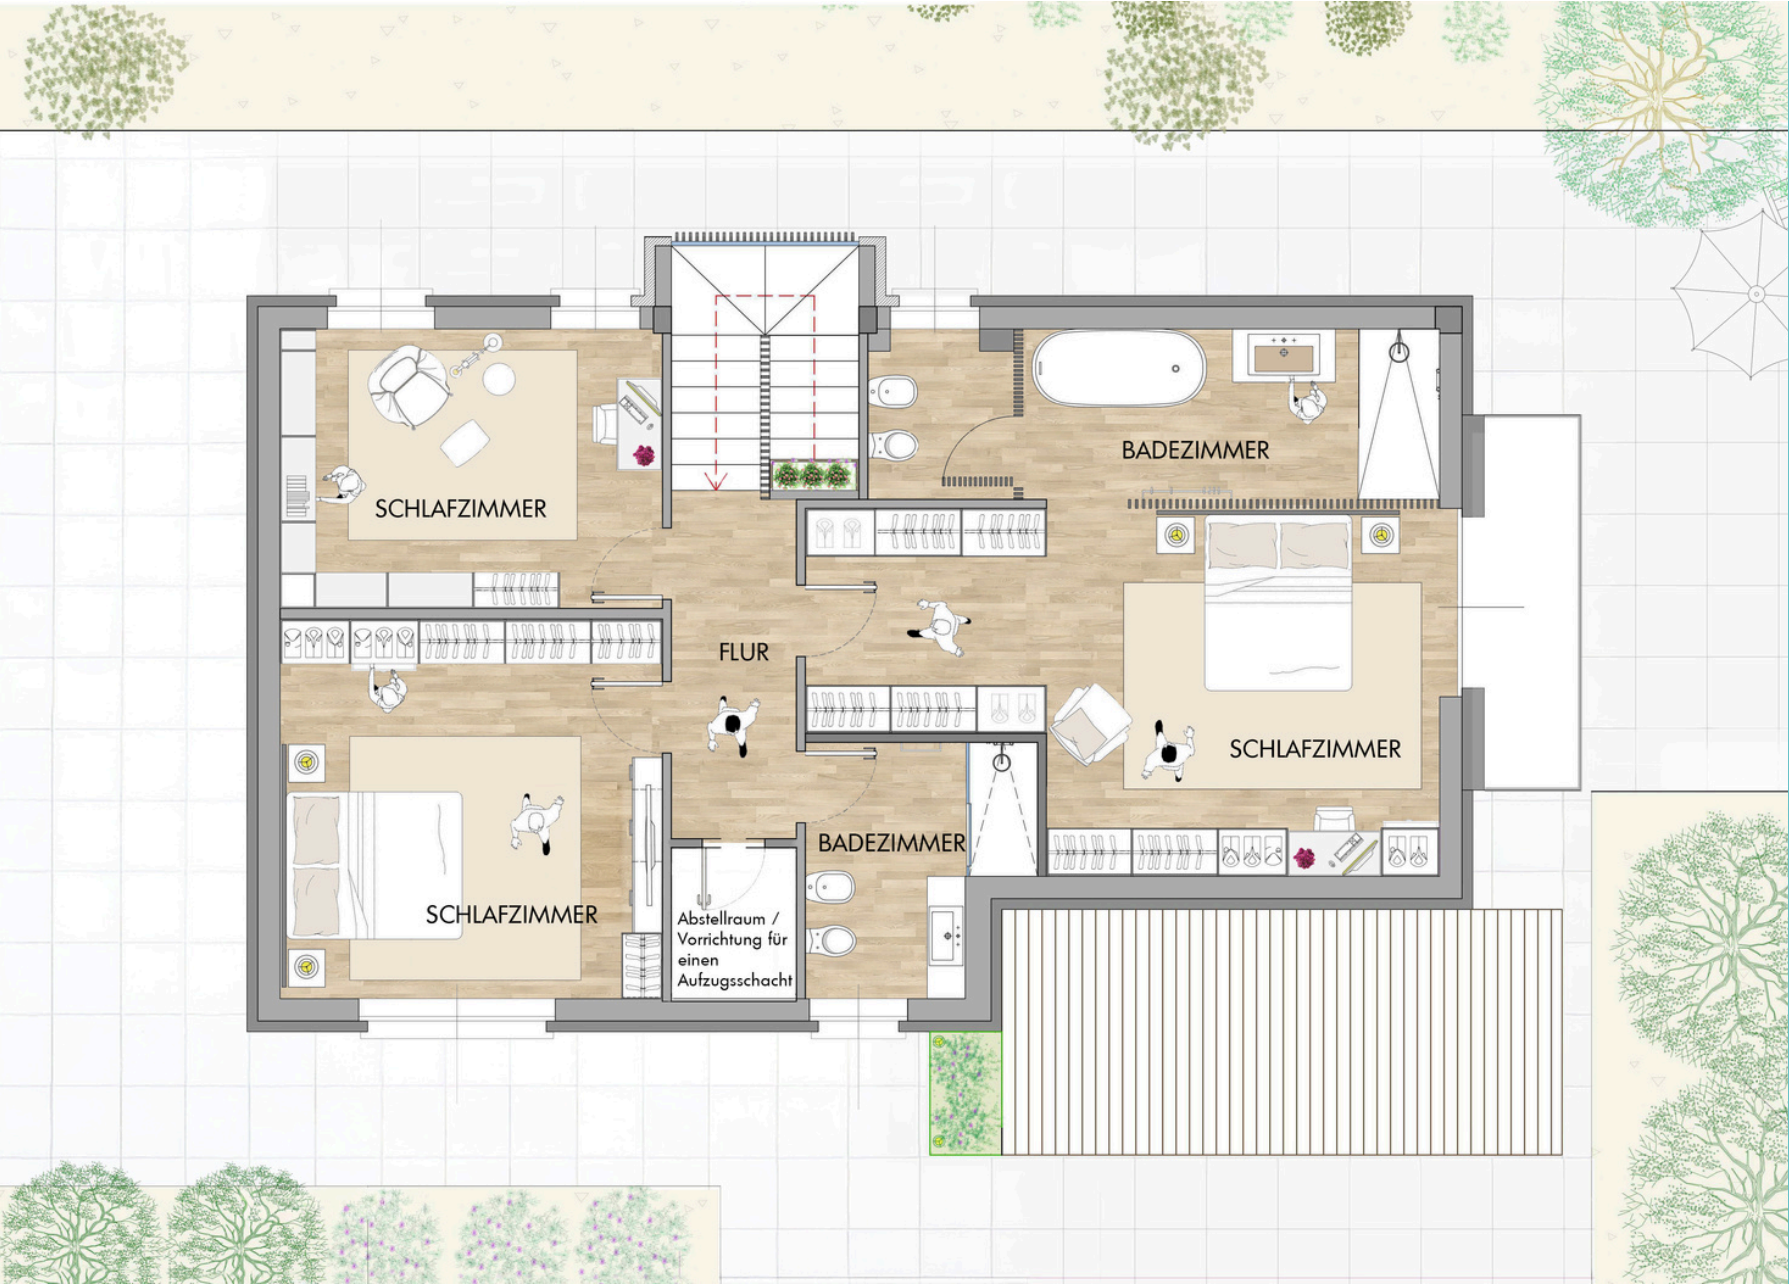 SCHLAFZIMMER
BADEZIMMER
FLUR
SCHLAFZIMMER
BADEZIMMER
SCHLAFZIMMER
Abstellraum /
Vorrichtung für
einen
Aufzugsschacht